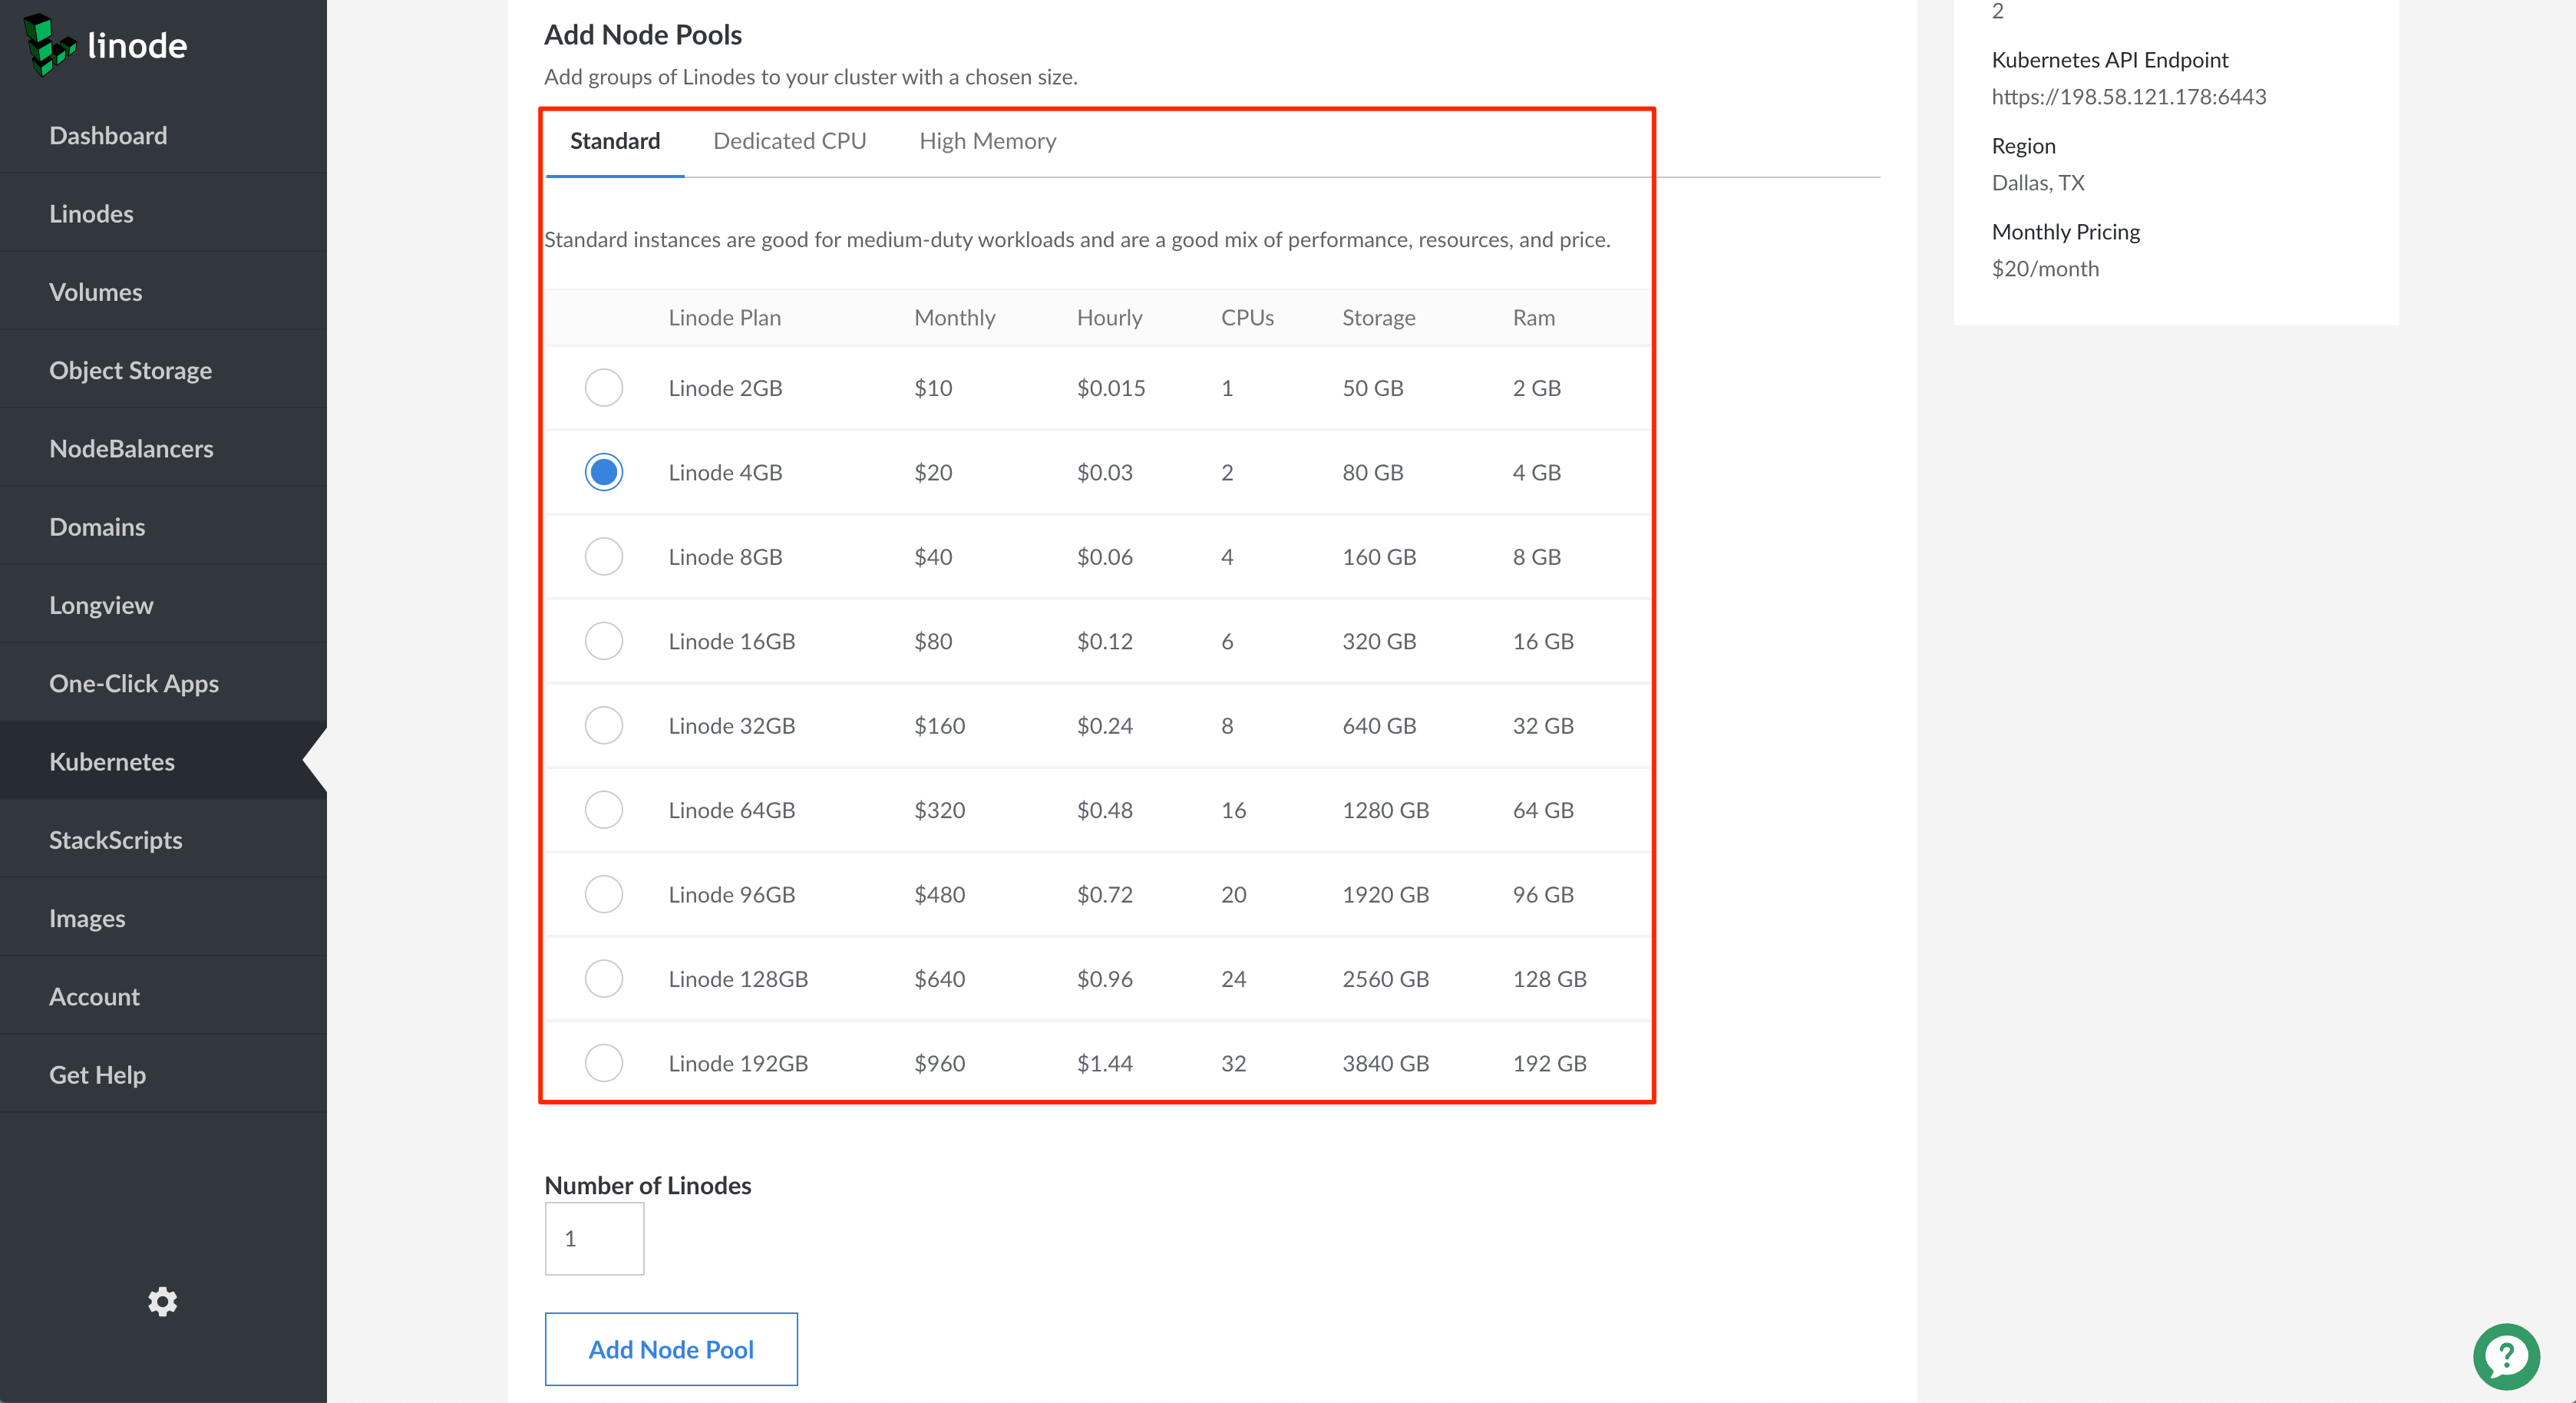 linode
Dashboard
Linodes
Volumes
Object Storage
NodeBalancers
Domains
Longview
One-Click Apps
Kubernetes
StackScripts
Images
Account
Get Help
Add Node Pools
Add groups of Linodes to your cluster with a chosen size.
Standard Dedicated CPU High Memory
Standard instances are good for medium-duty workloads and are a good mix of performance, resources, and price.
Linode Plan Monthly Hourly CPUs Storage Ram
Linode 2GB $10 $0.015 1 50 GB 2 GB
Linode 4GB $20 $0.03 2 80 GB 4 GB
Linode 8GB $40 $0.06 4 160 GB 8 GB
Linode 16GB $80 $0.12 6 320 GB 16 GB
Linode 32GB $160 $0.24 8 640 GB 32 GB
Linode 64GB $320 $0.48 16 1280 GB 64 GB
Linode 96GB $480 $0.72 20 1920 GB 96 GB
Linode 128GB $640 $0.96 24 2560 GB 128 GB
Linode 192GB $960 $1.44 32 3840 GB 192 GB
Number of Linodes
1
Add Node Pool
2
Kubernetes API Endpoint
https://198.58.121.178:6443
Region
Dallas, TX
Monthly Pricing
$20/month
?